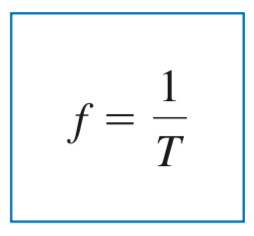 f = 1/T